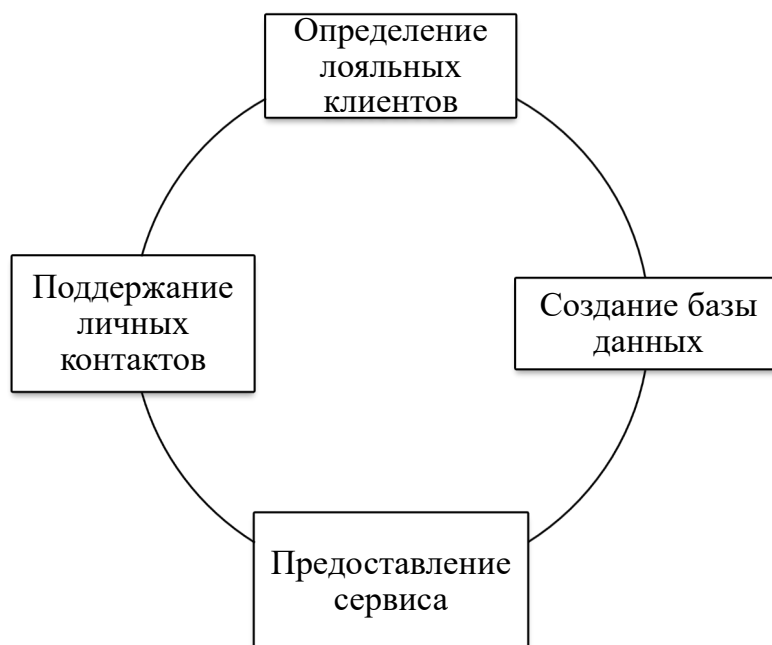 Определение
лояльных
клиентов
Поддержание
личных
контактов
Создание базы
данных
Предоставление
сервиса